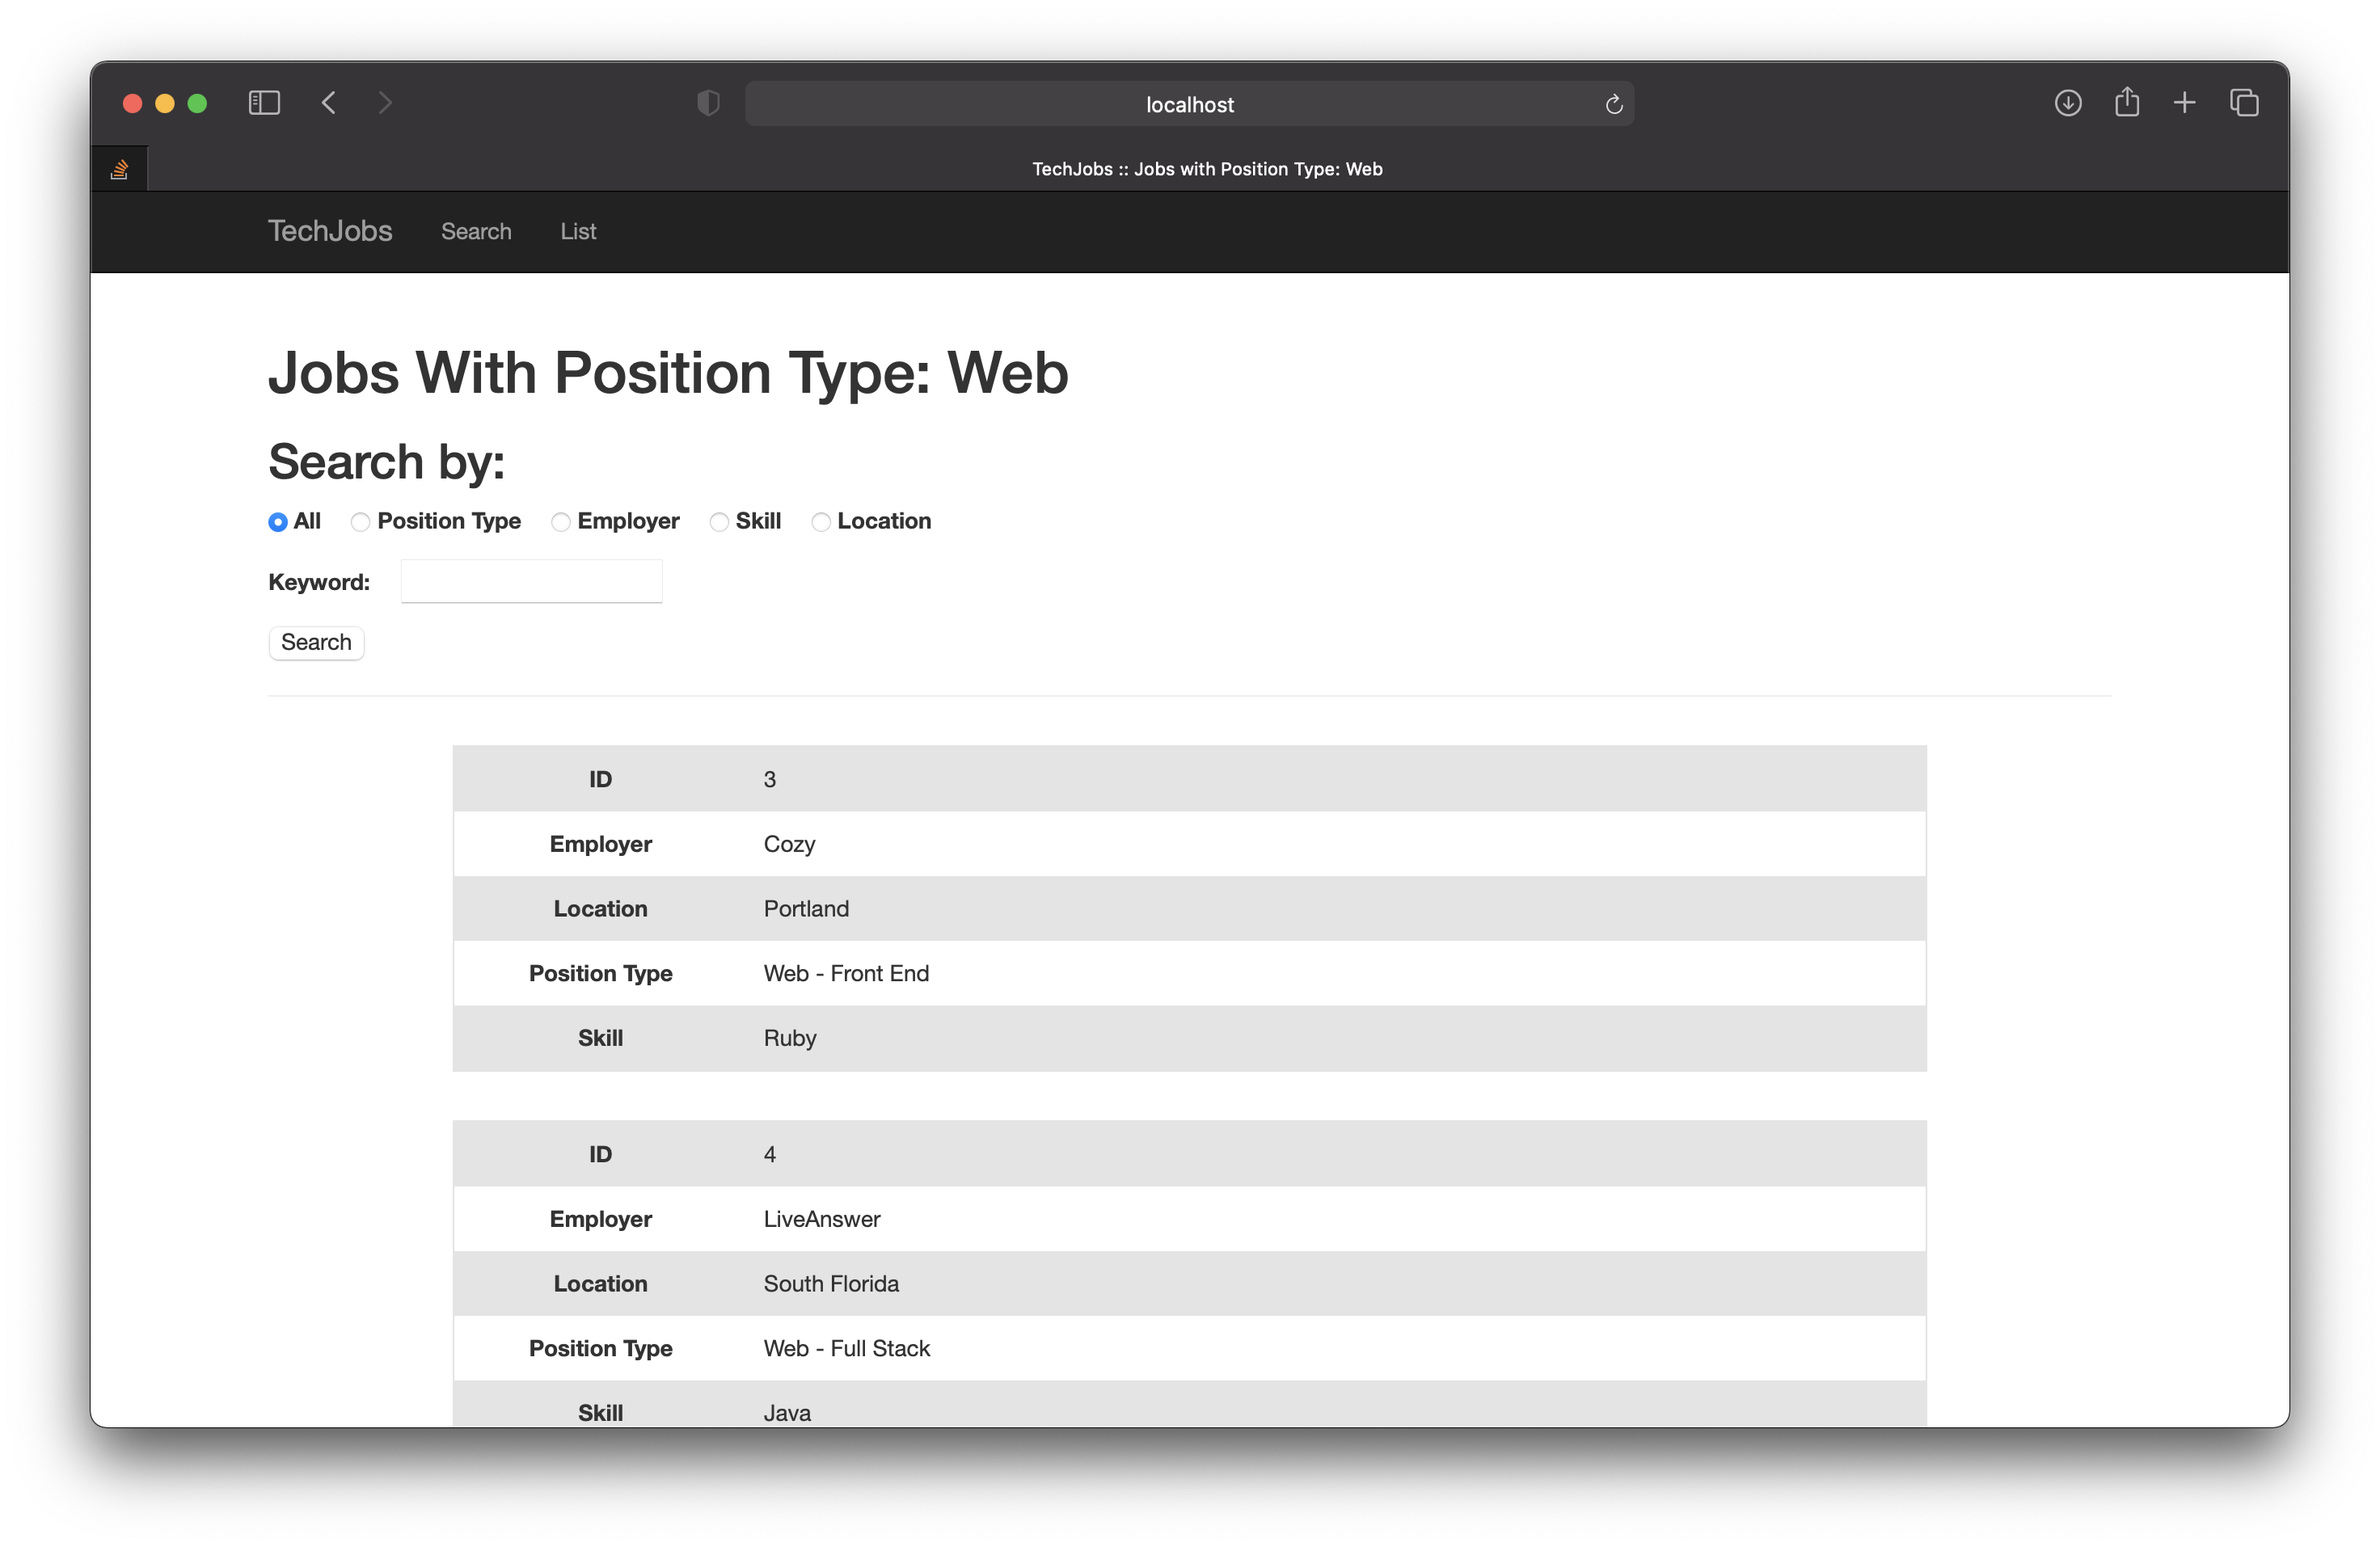 localhost
TechJobs :: Jobs with Position Type: Web
TechJobs Search List
Jobs With Position Type: Web
Search by:
All Position Type Employer Skill Location
Keyword:
Search
ID 3
Employer Cozy
Location Portland
Position Type Web - Front End
Skill Ruby
ID 4
Employer LiveAnswer
Location South Florida
Position Type Web - Full Stack
Skill Java